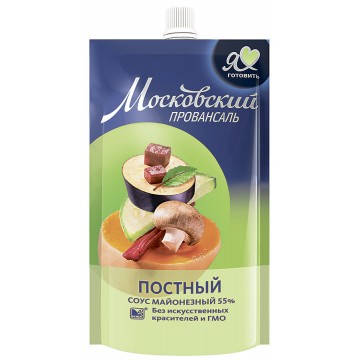 Я
ГОТОВИТЬ
Московский
ПРОВАНСАЛЬ
ПОСТНЫЙ
СОУС МАЙОНЕЗНЫЙ 55%
Без искусственных
красителей и ГМО